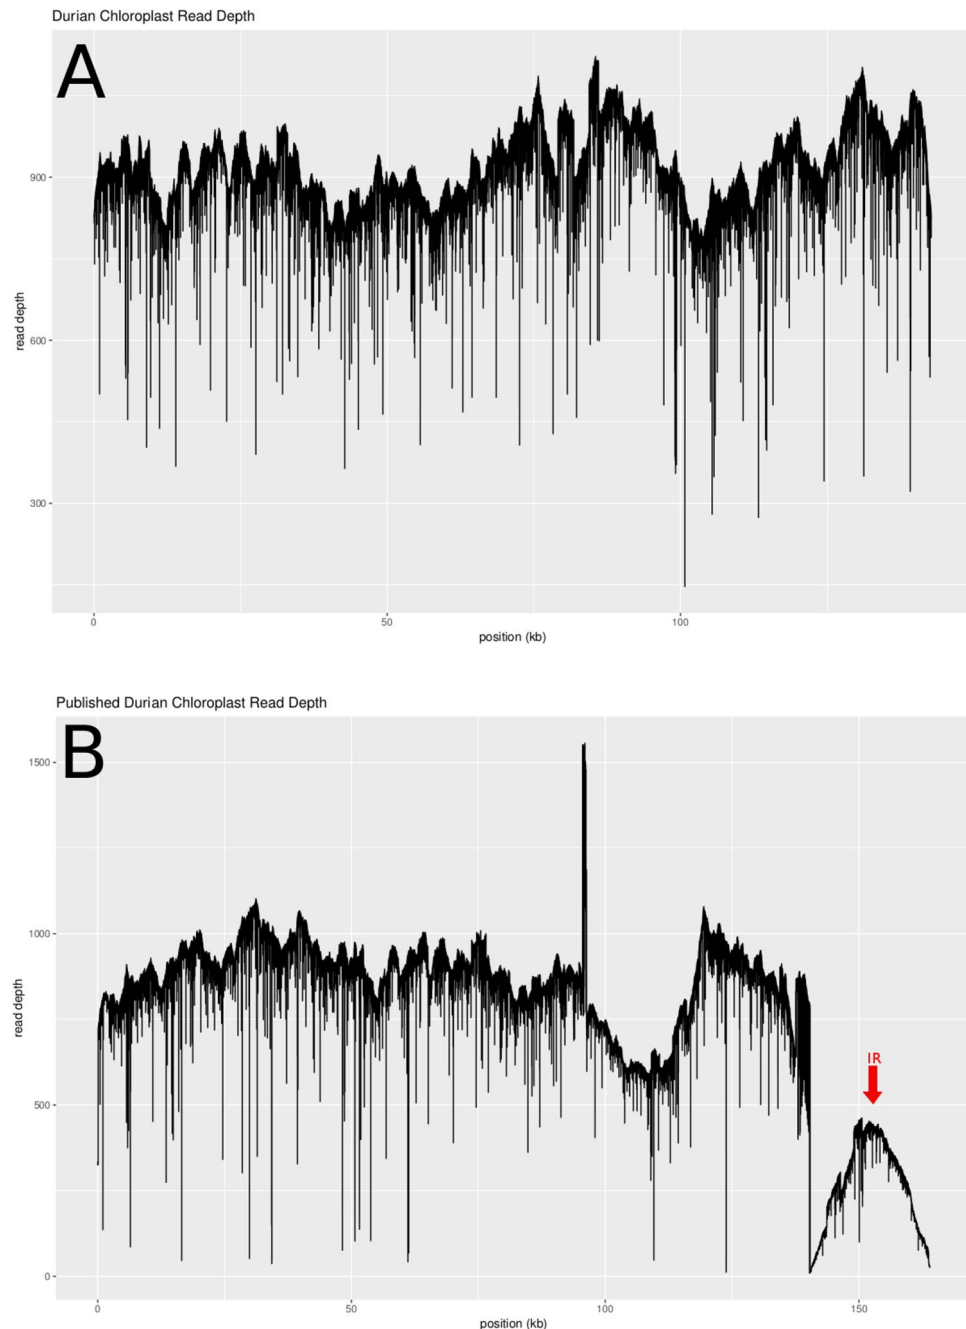 Durian Chloroplast Read Depth
A
900
600
300
read depth
0 50 100
position (kb)
Published Durian Chloroplast Read Depth
B
1500
1000
500
0
read depth
IR
0 50 100 150
position (kb)